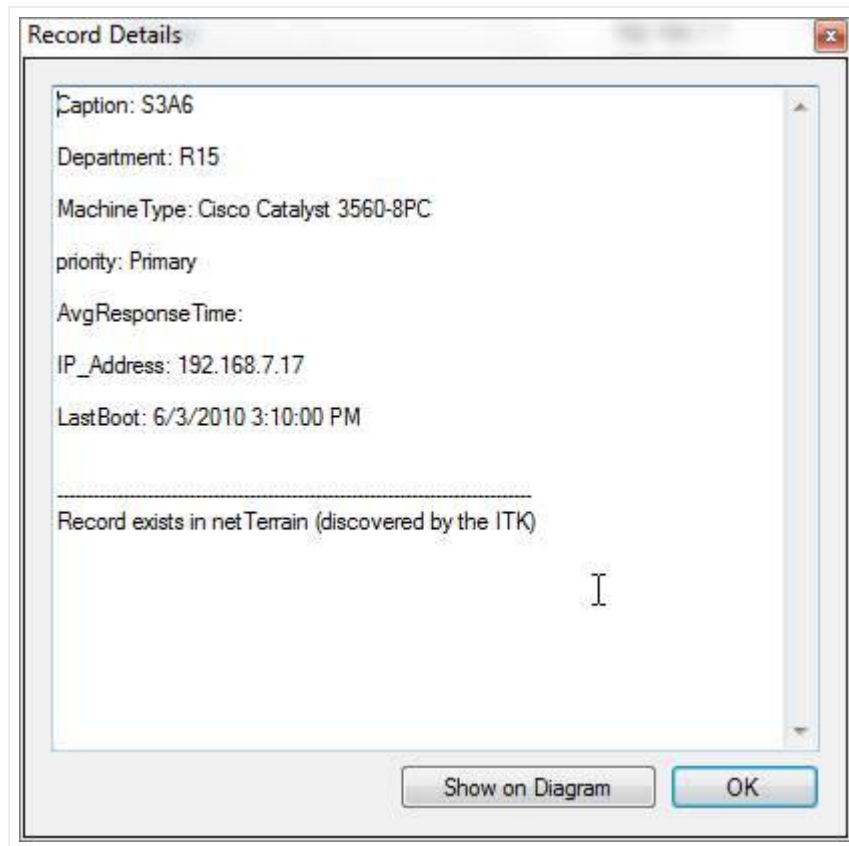 Record Details
Caption: S3A6
Department: R15
MachineType: Cisco Catalyst 3560-8PC
priority: Primary
AvgResponseTime:
IP_Address: 192.168.7.17
LastBoot: 6/3/2010 3:10:00 PM
Record exists in netTerrain (discovered by the ITK)
Show on Diagram
OK